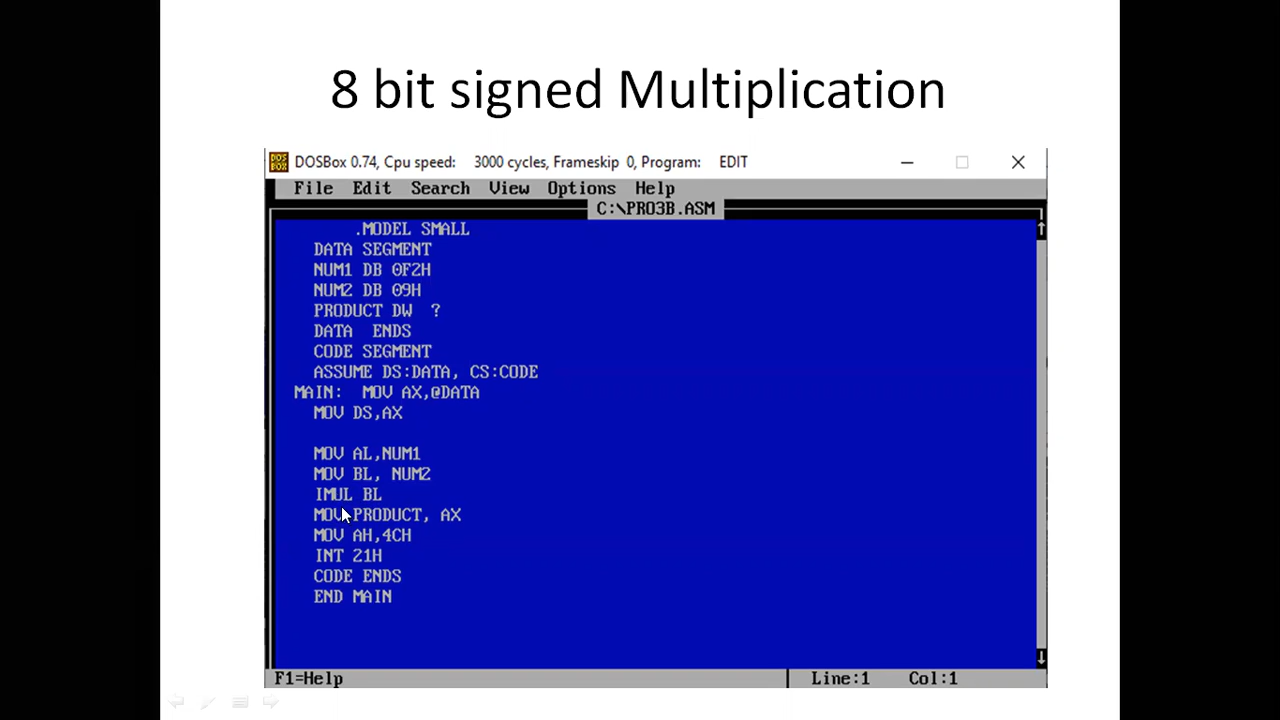 8 bit signed Multiplication
DOSBox 0.74, Cpu speed: 3000 cycles, Frameskip 0, Program: EDIT
File Edit Search View Options Help
C:\PRO3B.ASM
.MODEL SMALL
DATA SEGMENT
NUM1 DB 0F2H
NUM2 DB 09H
PRODUCT DW ?
DATA ENDS
CODE SEGMENT
ASSUME DS:DATA, CS:CODE
MAIN: MOV AX,@DATA
MOV DS,AX
MOV AL,NUM1
MOV BL, NUM2
IMUL BL
MOV PRODUCT, AX
MOV AH,4CH
INT 21H
CODE ENDS
END MAIN
F1=Help Line:1 Col:1